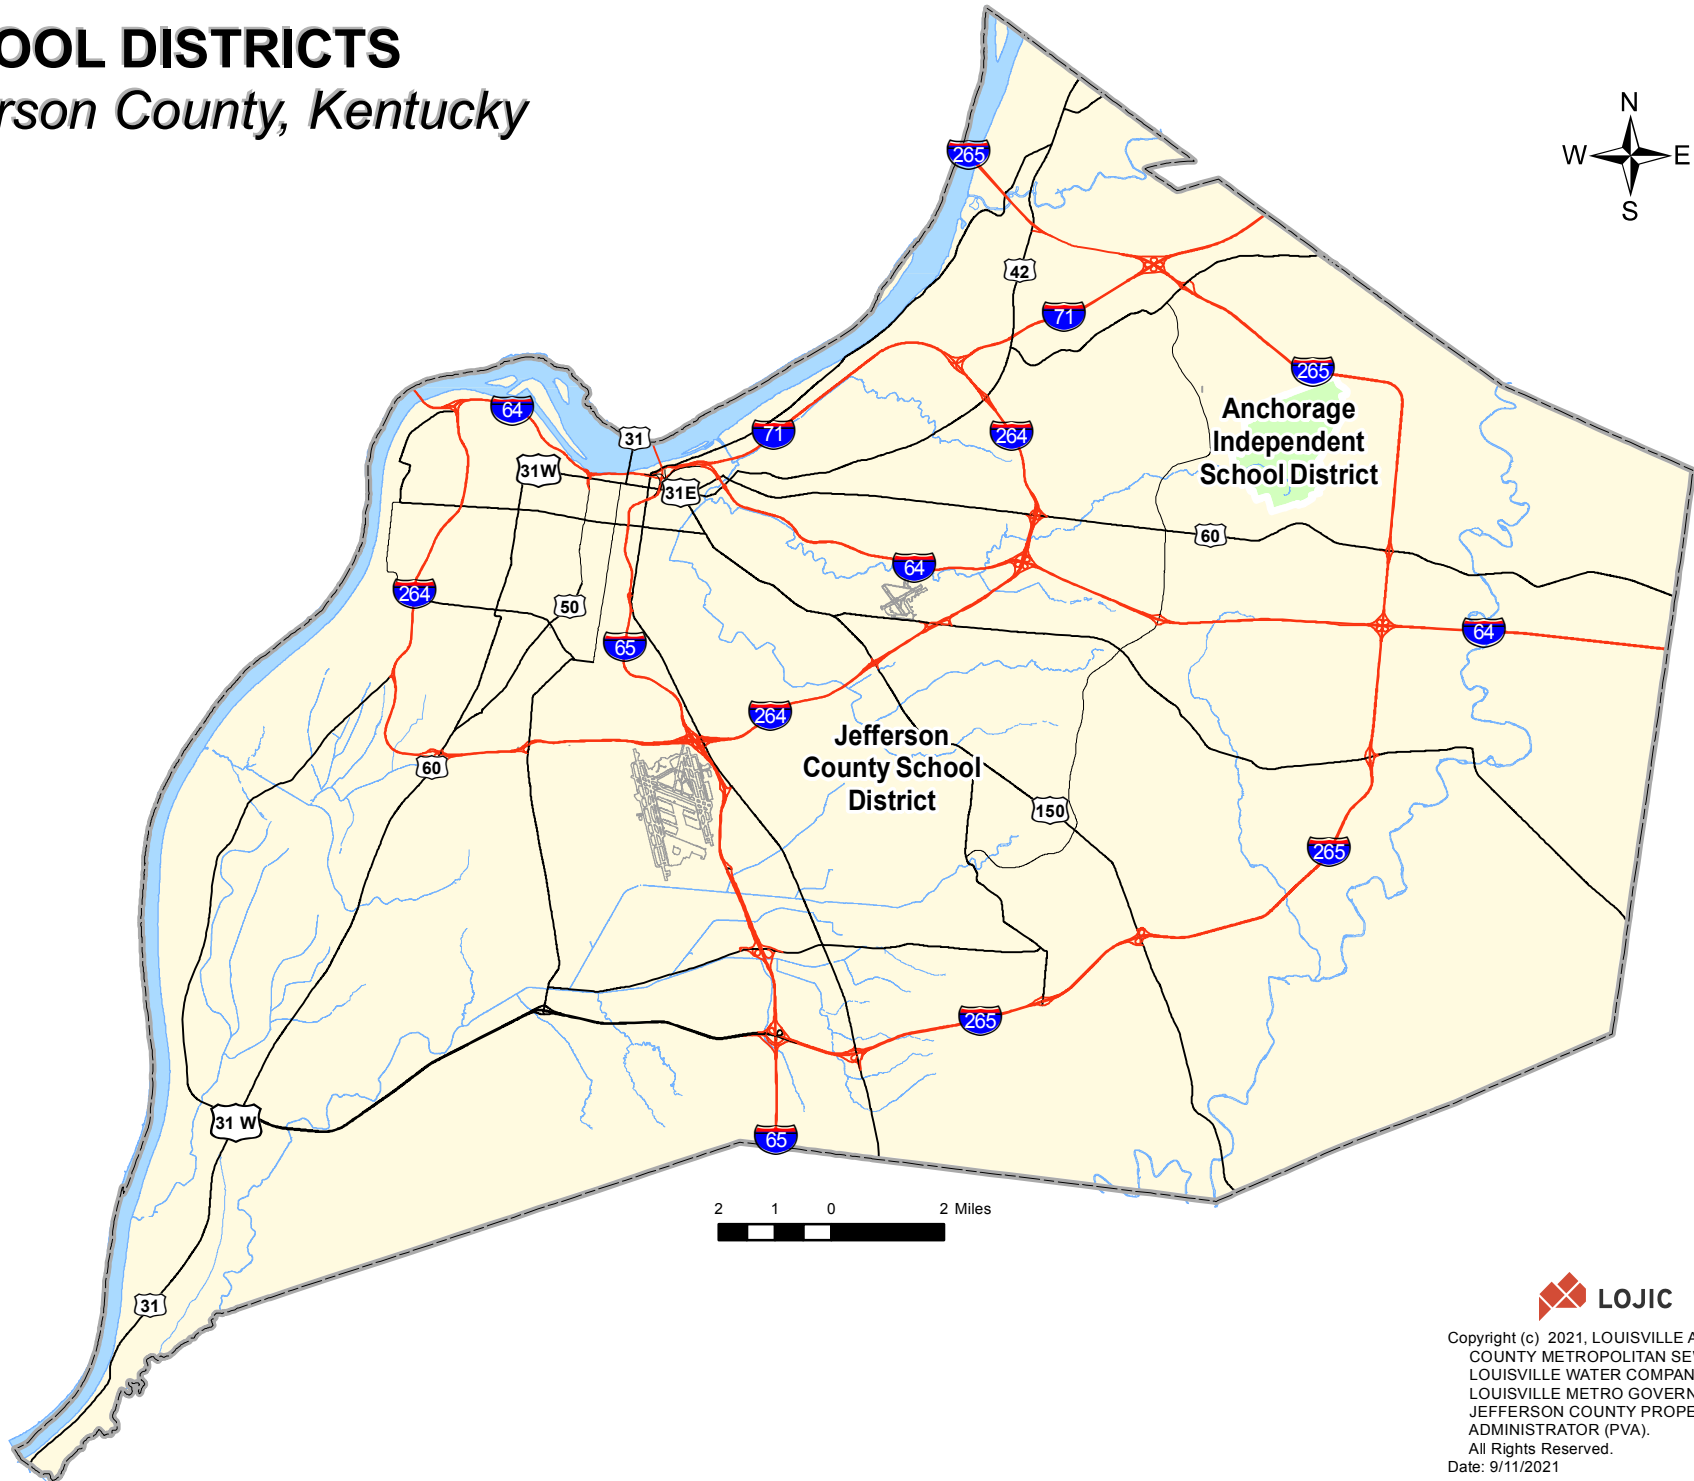 OOL DISTRICTS
rson County, Kentucky
N
W E
S
265
42
71
265
Anchorage
Independent
School District
64
31
71
264
31W
31E
60
64
264
50
65
64
264
Jefferson
County School
District
60
150
265
265
31 W
65
2 1 0 2 Miles
31
LOJIC
Copyright (c) 2021, LOUISVILLE A
COUNTY METROPOLITAN SE
LOUISVILLE WATER COMPAN
LOUISVILLE METRO GOVERN
JEFFERSON COUNTY PROPE
ADMINISTRATOR (PVA).
All Rights Reserved.
Date: 9/11/2021